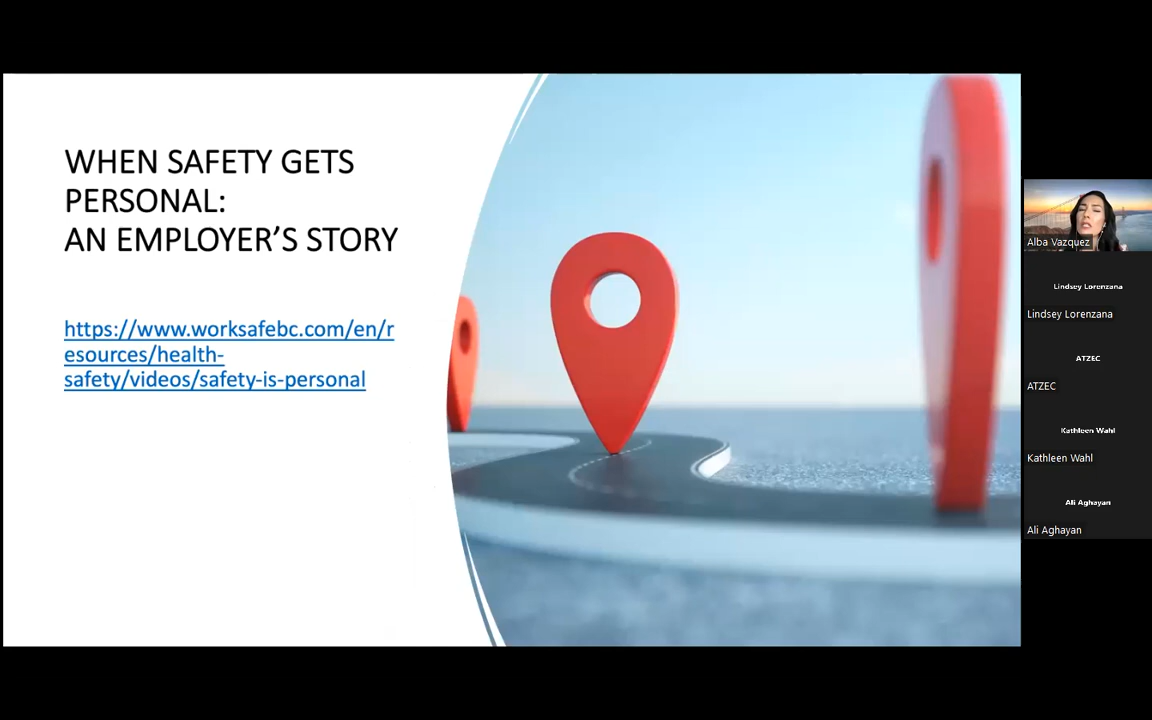 WHEN SAFETY GETS
PERSONAL:
AN EMPLOYER’S STORY
https://www.worksafebc.com/en/r
esources/health-
safety/videos/safety-is-personal
Alba Vazquez
Lindsey Lorenzana
Lindsey Lorenzana
ATZEC
ATZEC
Kathleen Wahl
Kathleen Wahl
Ali Aghayan
Ali Aghayan